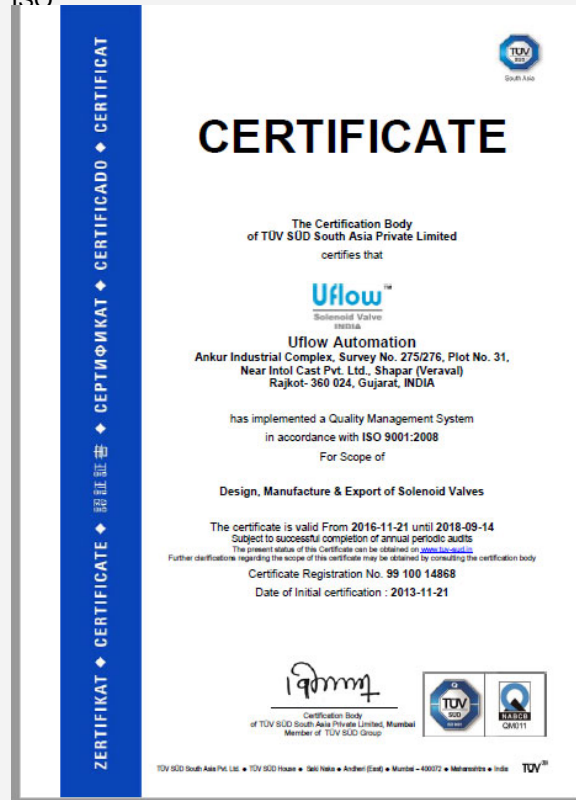 ISO
TÜV
SÜD
South Asia
ZERTIFIKAT ◆ CERTIFICATE ◆ 認証証書 ◆ СЕРТИФИКАТ ◆ CERTIFICADO ◆ CERTIFICAT
CERTIFICATE
The Certification Body
of TÜV SÜD South Asia Private Limited
certifies that
Uflow™
Solenoid Valve
INDIA
Uflow Automation
Ankur Industrial Complex, Survey No. 275/276, Plot No. 31,
Near Intol Cast Pvt. Ltd., Shapar (Veraval)
Rajkot- 360 024, Gujarat, INDIA
has implemented a Quality Management System
in accordance with ISO 9001:2008
For Scope of
Design, Manufacture & Export of Solenoid Valves
The certificate is valid From 2016-11-21 until 2018-09-14
Subject to successful completion of annual periodic audits
The present status of this Certificate can be obtained on www.tuv-sud.in
Further clarifications regarding the scope of this certificate may be obtained by consulting the certification body
Certificate Registration No. 99 100 14868
Date of Initial certification : 2013-11-21
Certification Body
of TÜV SÜD South Asia Private Limited, Mumbai
Member of TÜV SÜD Group
TÜV
SÜD
NABCB
QM011
TÜV SÜD South Asia Pvt. Ltd. ◆ TÜV SÜD House ◆ Saki Naka ◆ Andheri (East) ◆ Mumbai – 400072 ◆ Maharashtra ◆ India TÜV